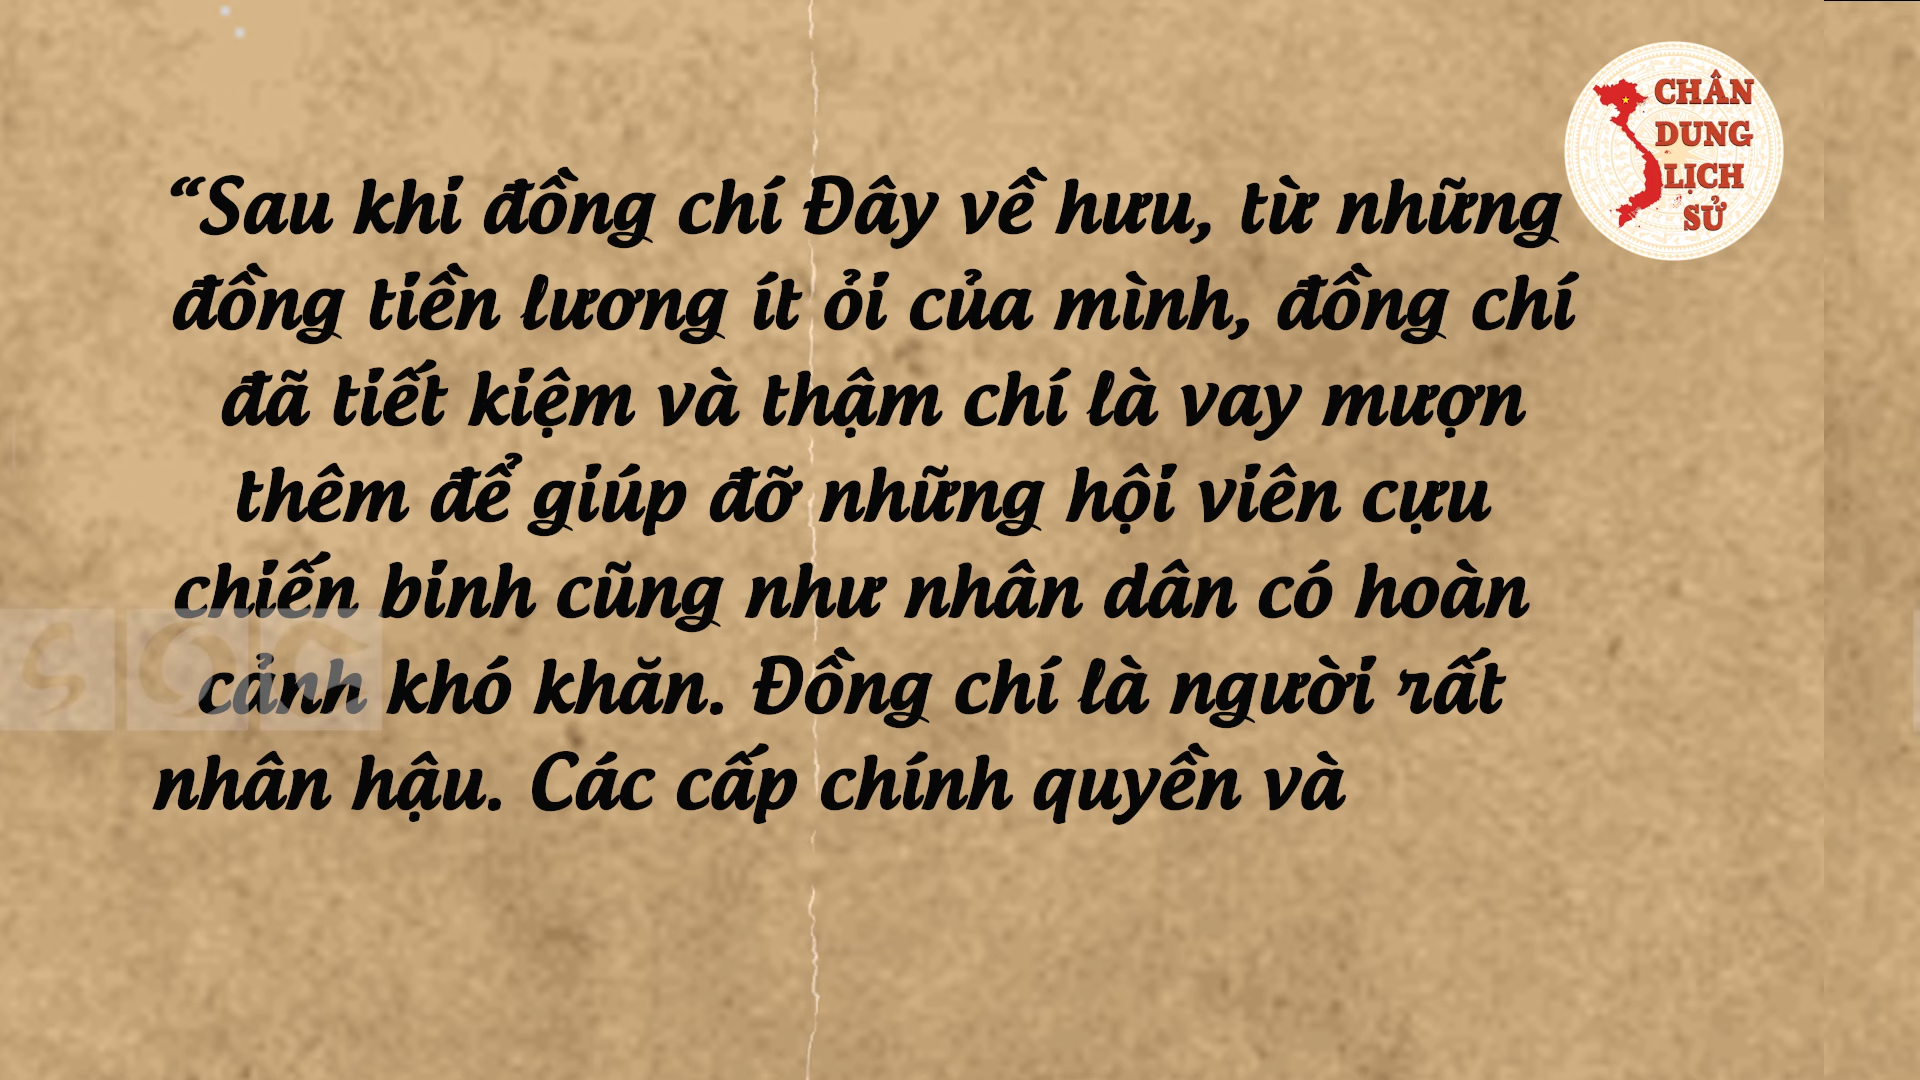 CHÂN
DUNG
LỊCH
SỬ
“Sau khi đồng chí Đây về hưu, từ những
đồng tiền lương ít ỏi của mình, đồng chí
đã tiết kiệm và thậm chí là vay mượn
thêm để giúp đỡ những hội viên cựu
chiến binh cũng như nhân dân có hoàn
cảnh khó khăn. Đồng chí là người rất
nhân hậu. Các cấp chính quyền và